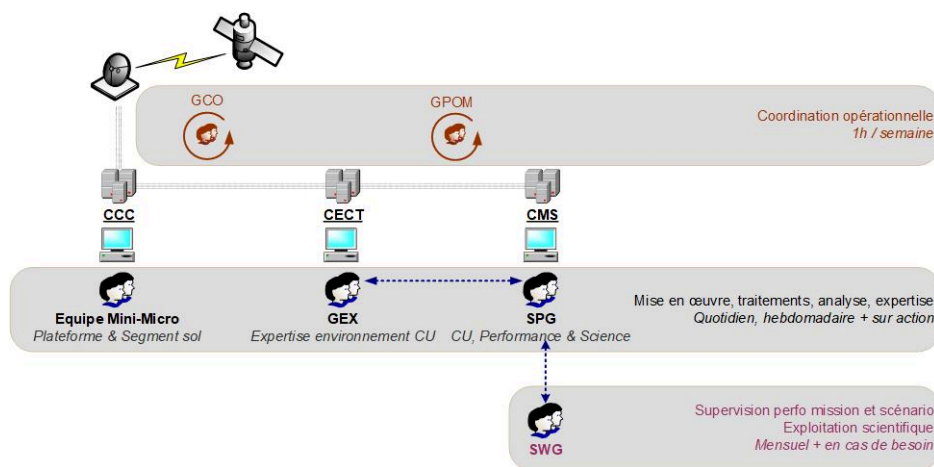 GCO
GPOM
Coordination opérationnelle
1h / semaine
CCC
CECT
CMS
Equipe Mini-Micro
Plateforme & Segment sol
GEX
Expertise environnement CU
SPG
CU, Performance & Science
Mise en œuvre, traitements, analyse, expertise
Quotidien, hebdomadaire + sur action
SWG
Supervision perfo mission et scénario
Exploitation scientifique
Mensuel + en cas de besoin